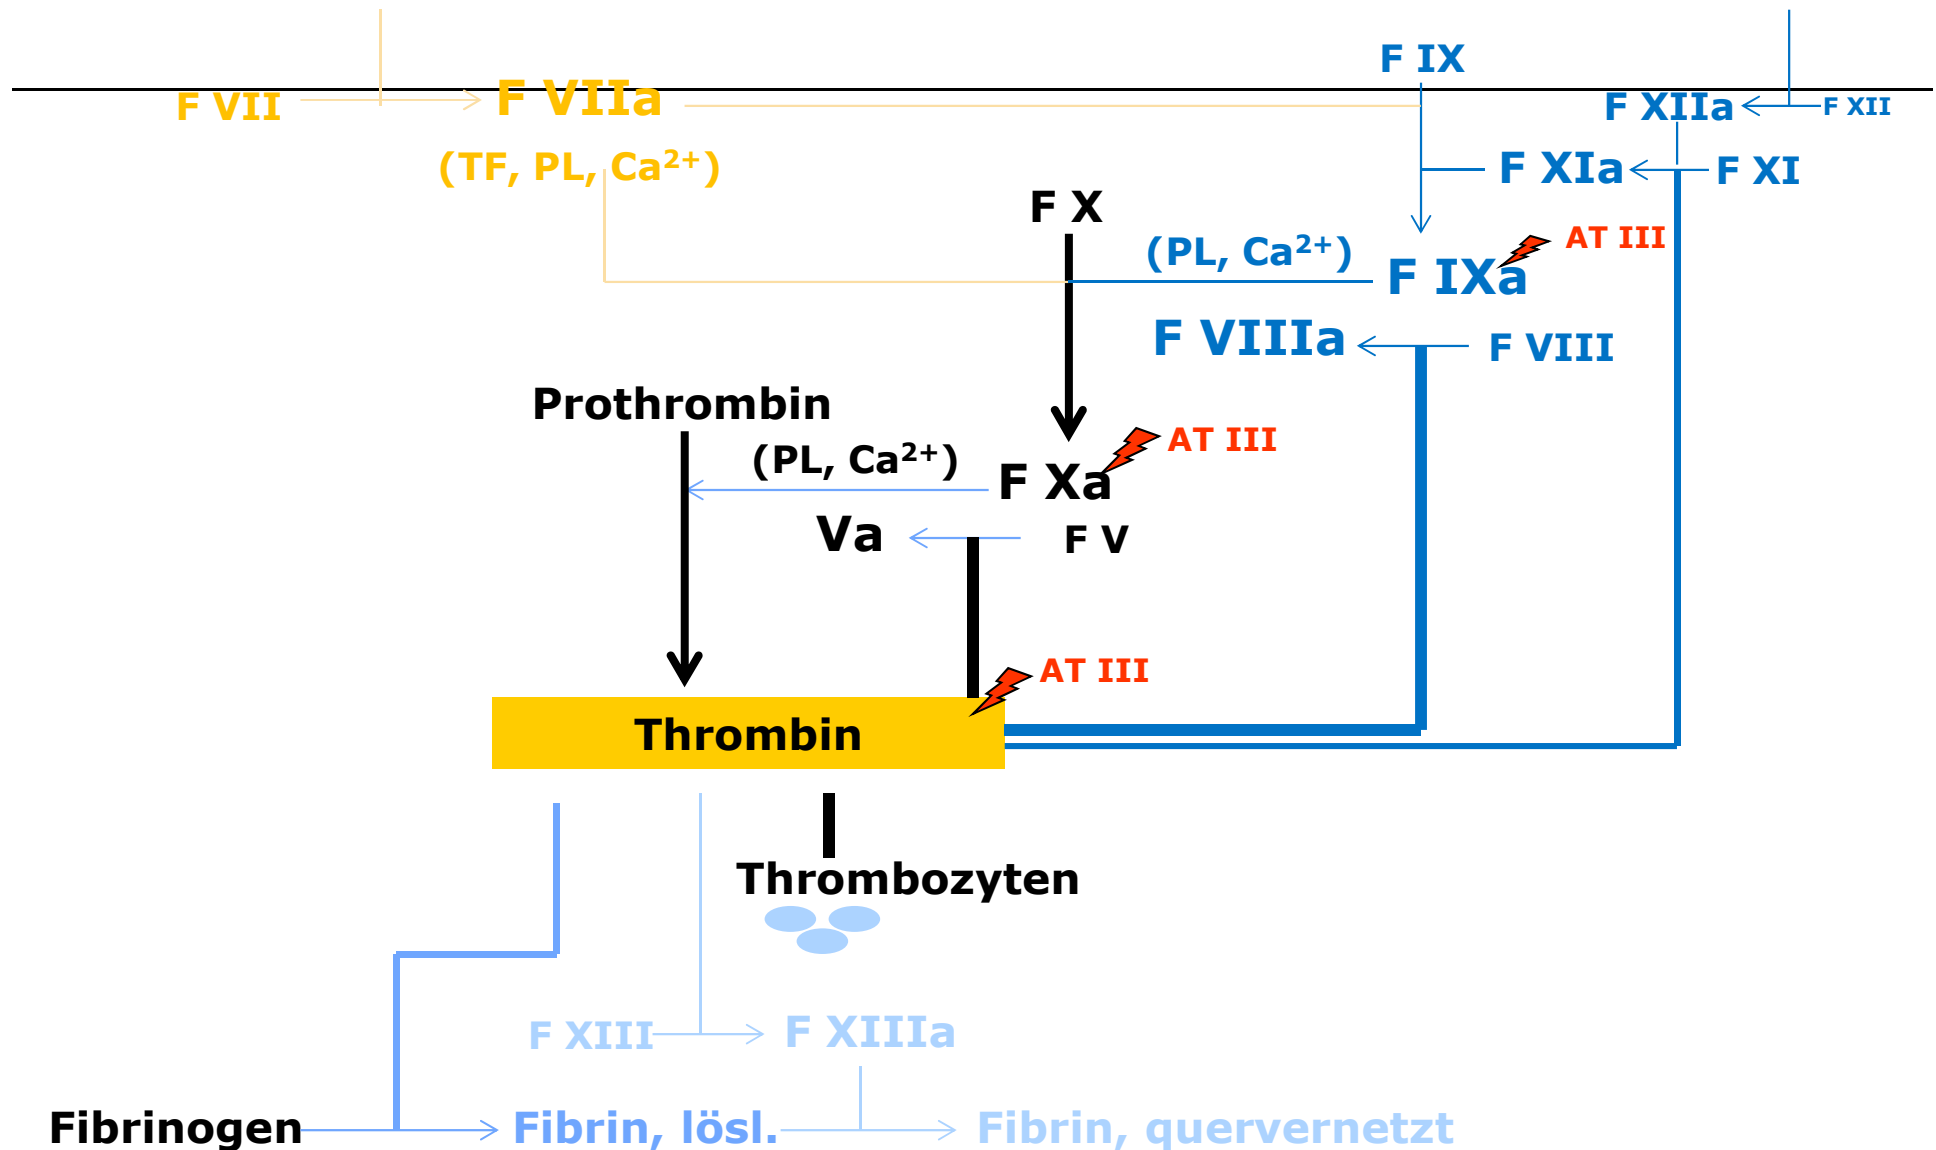 F IX
F VII
F VIIa
F XIIa
F XII
(TF, PL, Ca²⁺)
F XIa
F XI
F X
(PL, Ca²⁺)
F IXa
AT III
F VIIIa
F VIII
Prothrombin
(PL, Ca²⁺)
F Xa
AT III
Va
F V
AT III
Thrombin
Thrombozyten
F XIII
F XIIIa
Fibrinogen
Fibrin, lösl.
Fibrin, quervernetzt